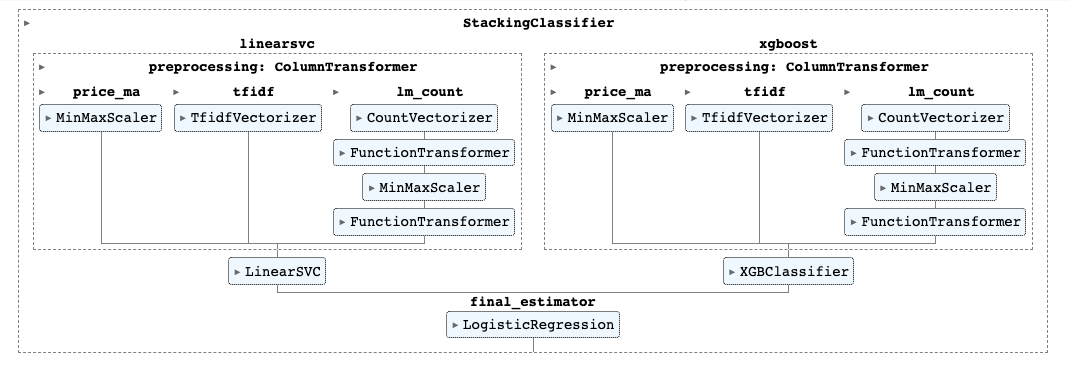 StackingClassifier
linearsvc xgboost
preprocessing: ColumnTransformer preprocessing: ColumnTransformer
price_ma tfidf lm_count price_ma tfidf lm_count
MinMaxScaler TfidfVectorizer CountVectorizer MinMaxScaler TfidfVectorizer CountVectorizer
FunctionTransformer FunctionTransformer
MinMaxScaler MinMaxScaler
FunctionTransformer FunctionTransformer
LinearSVC XGBClassifier
final_estimator
LogisticRegression